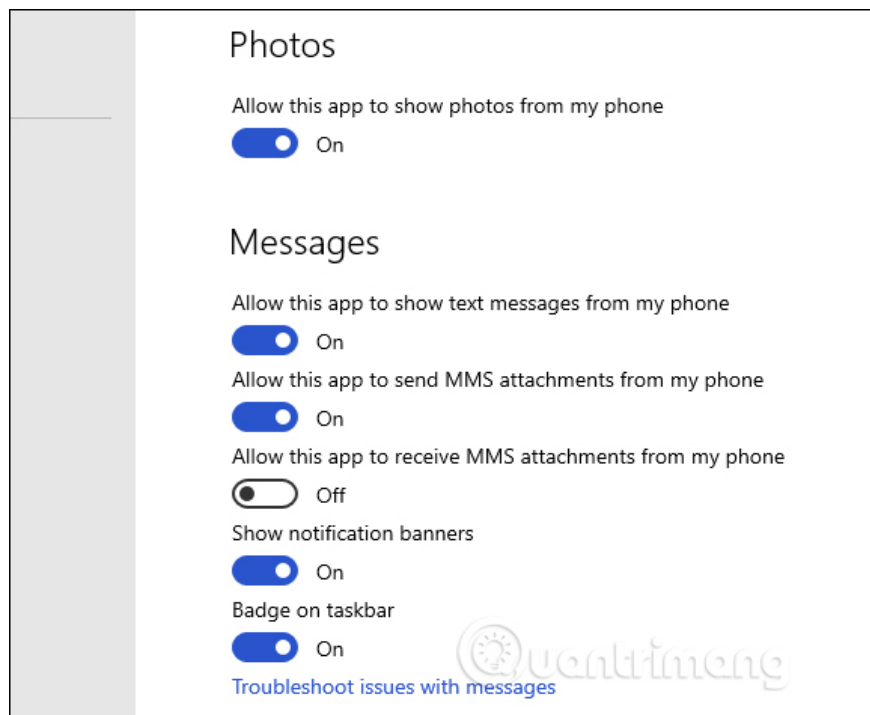 Photos
Allow this app to show photos from my phone
On
Messages
Allow this app to show text messages from my phone
On
Allow this app to send MMS attachments from my phone
On
Allow this app to receive MMS attachments from my phone
Off
Show notification banners
On
Badge on taskbar
On
Quantrimang
Troubleshoot issues with messages